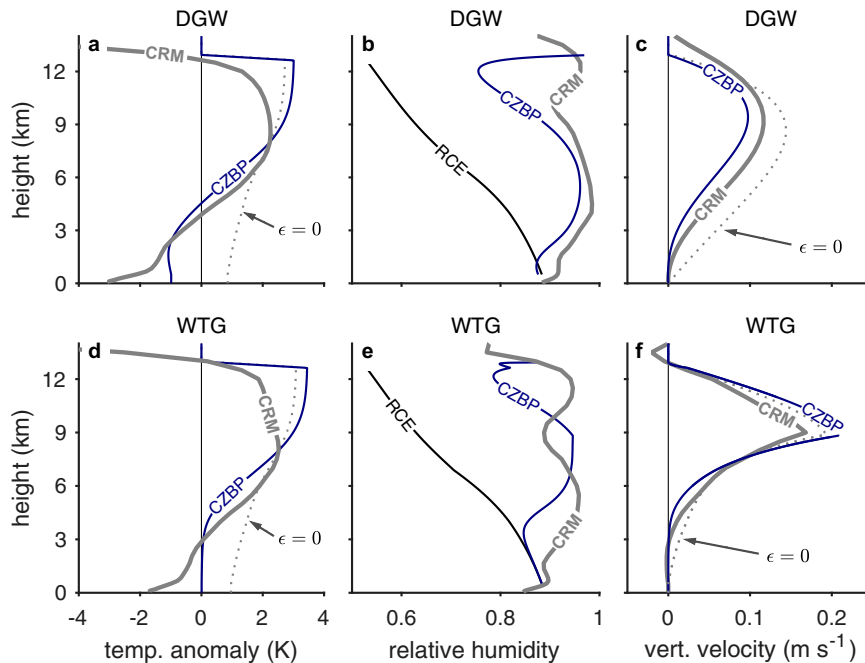 DGW
DGW
DGW
a
CRM
CZBP
ϵ = 0
b
CRM
CZBP
RCE
c
CZBP
CRM
ϵ = 0
height (km)
12
9
6
3
0
WTG
WTG
WTG
d
CRM
CZBP
ϵ = 0
e
CZBP
RCE
CRM
f
CZBP
CRM
ϵ = 0
height (km)
12
9
6
3
0
-4 -2 0 2 4
0.6 0.8 1
0 0.1 0.2
temp. anomaly (K)
relative humidity
vert. velocity (m s⁻¹)